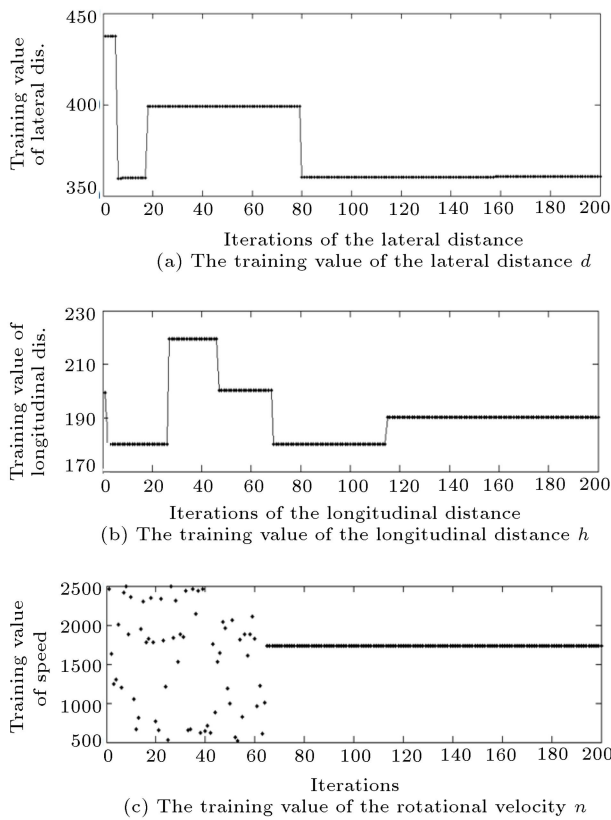 Training value
of lateral dis.
450
400
350
0 20 40 60 80 100 120 140 160 180 200
Iterations of the lateral distance
(a) The training value of the lateral distance d
Training value of
longitudinal dis.
230
210
190
170
0 20 40 60 80 100 120 140 160 180 200
Iterations of the longitudinal distance
(b) The training value of the longitudinal distance h
Training value
of speed
2500
2000
1500
1000
500
0 20 40 60 80 100 120 140 160 180 200
Iterations
(c) The training value of the rotational velocity n